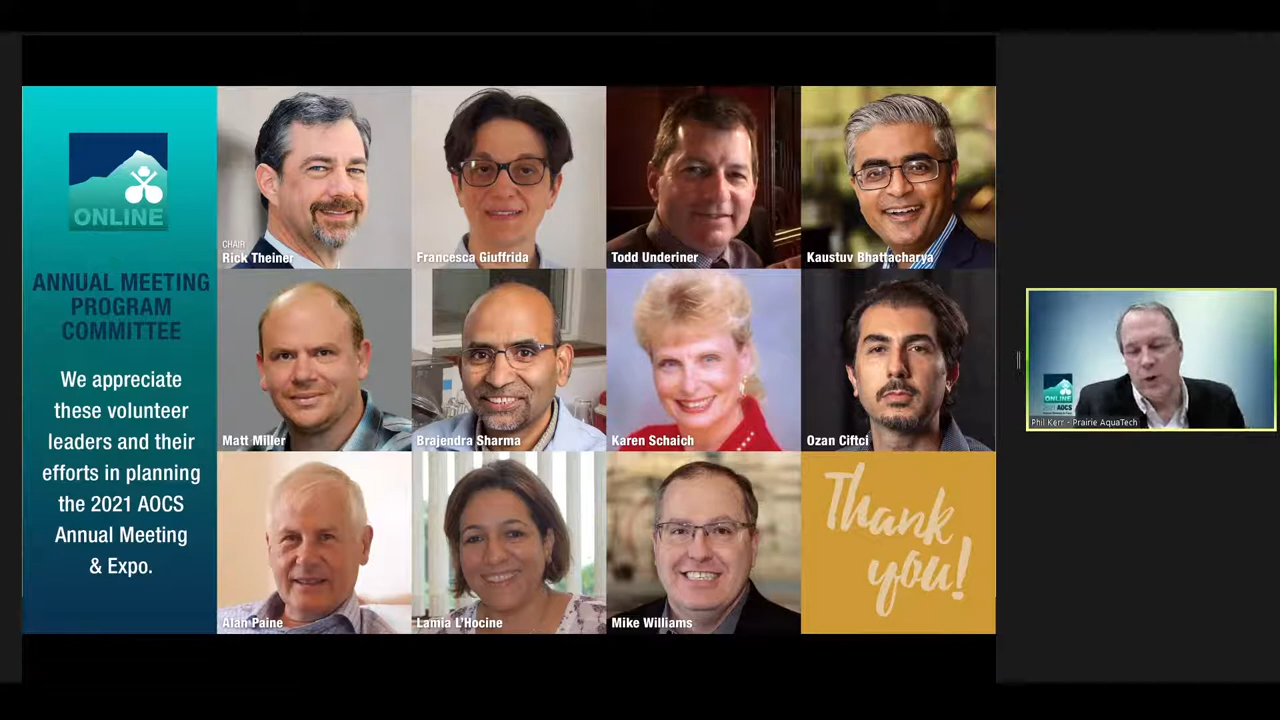 ONLINE
ANNUAL MEETING
PROGRAM
COMMITTEE
We appreciate
these volunteer
leaders and their
efforts in planning
the 2021 AOCS
Annual Meeting
& Expo.
CHAIR
Rick Theiner
Francesca Giuffrida
Todd Underiner
Kaustuv Bhattacharya
Matt Miller
Brajendra Sharma
Karen Schaich
Ozan Ciftci
Alan Paine
Lamia L'Hocine
Mike Williams
Thank
you!
ONLINE
AOCS
Phil Kerr - Prairie AquaTech